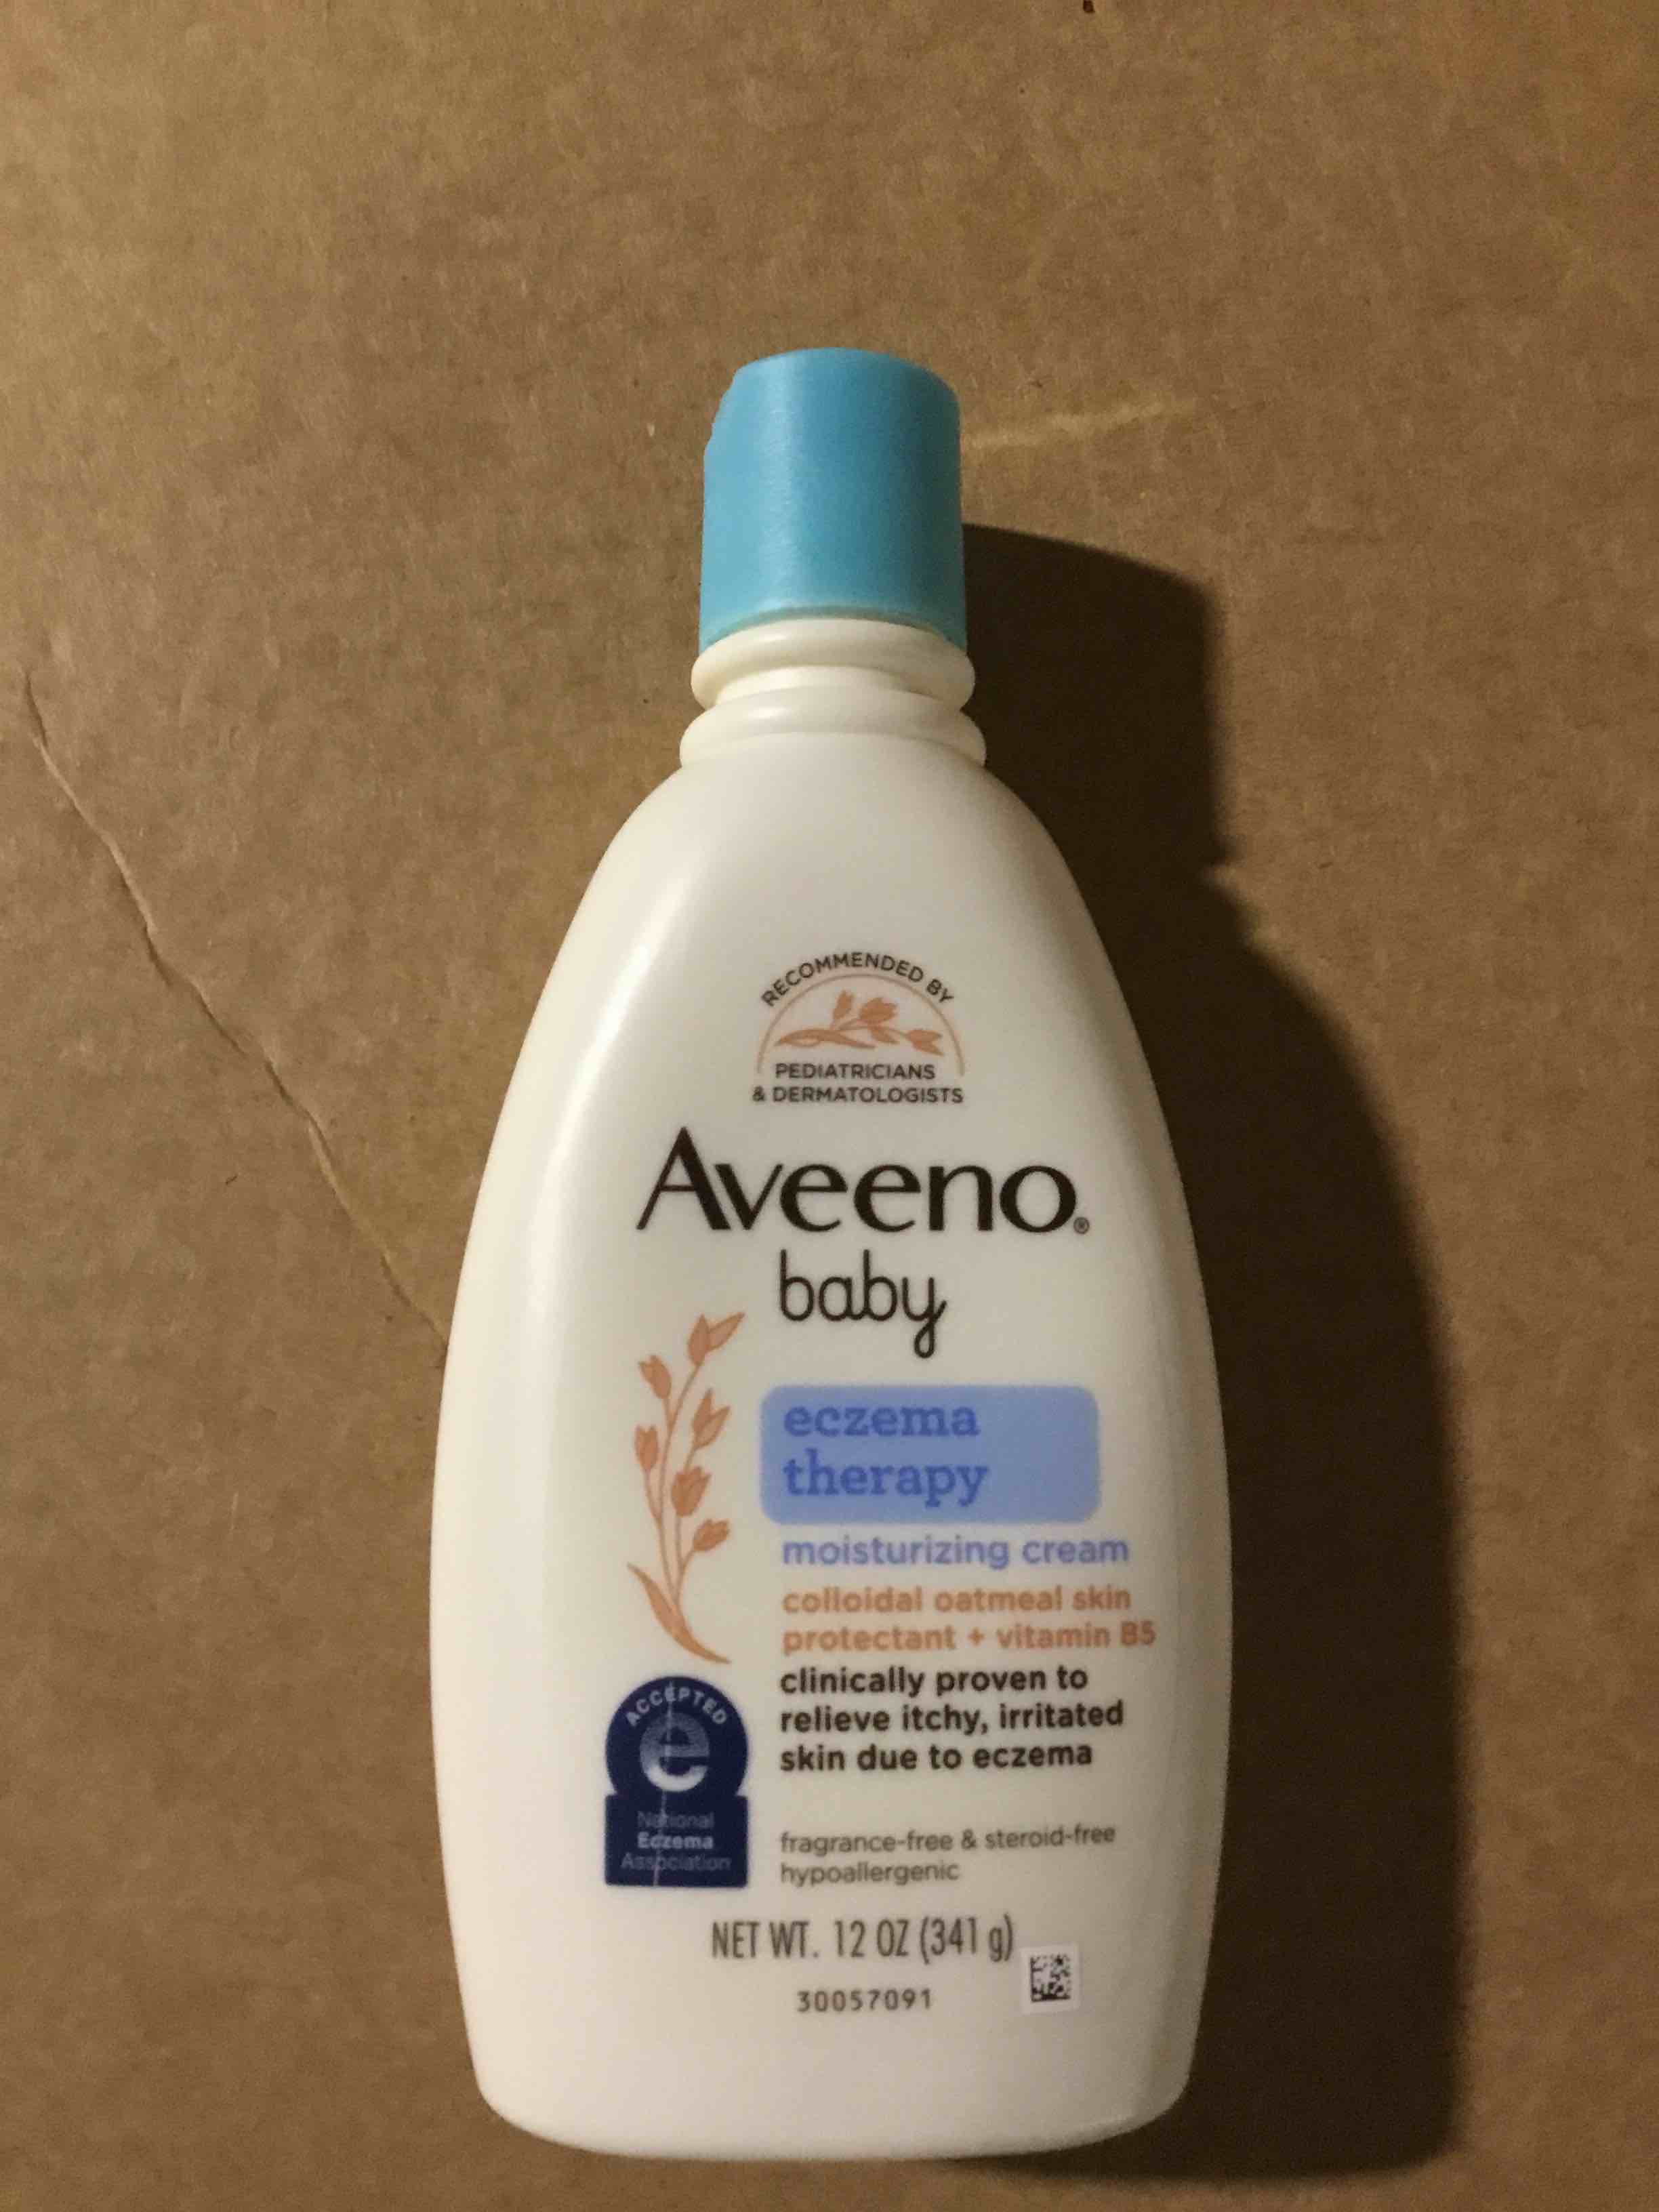 RECOMMENDED BY
PEDIATRICIANS
& DERMATOLOGISTS
Aveeno®
baby
eczema
therapy
moisturizing cream
colloidal oatmeal skin
protectant + vitamin B5
clinically proven to
relieve itchy, irritated
skin due to eczema
ACCEPTED
e
National
Eczema
Association
fragrance-free & steroid-free
hypoallergenic
NET WT. 12 OZ (341 g)
30057091